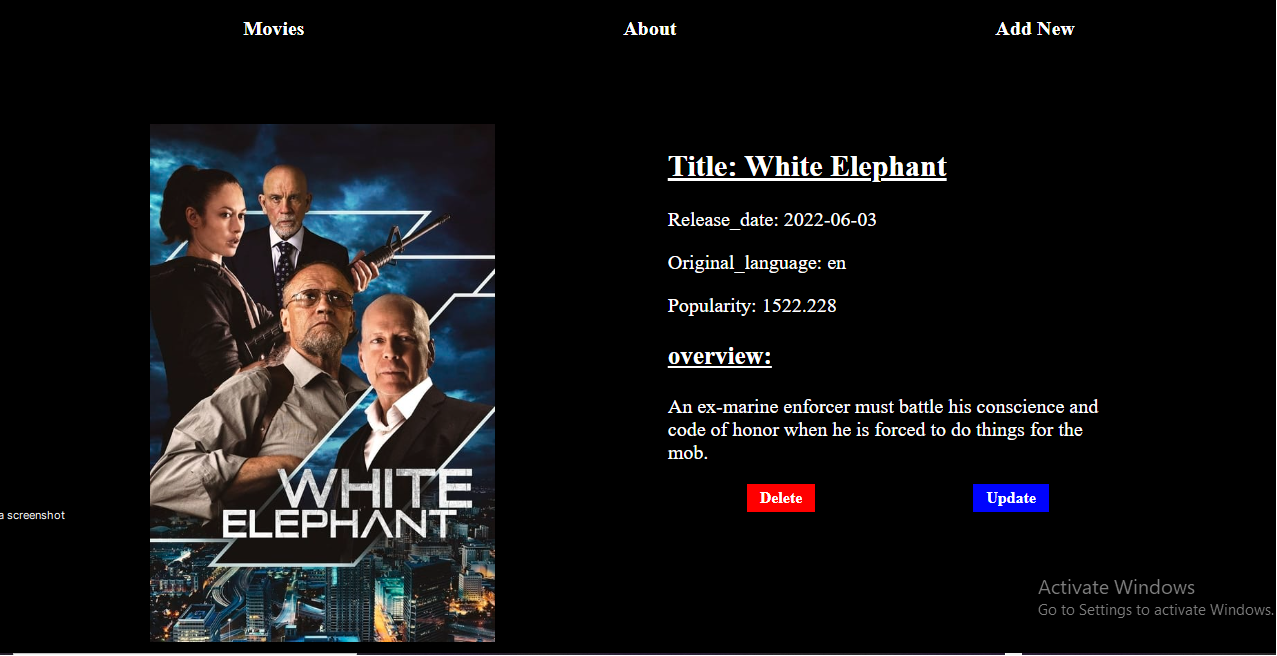 Movies
About
Add New
Title: White Elephant
Release_date: 2022-06-03
Original_language: en
Popularity: 1522.228
overview:
An ex-marine enforcer must battle his conscience and
code of honor when he is forced to do things for the
mob.
Delete
Update
WHITE
ELEPHANT
a screenshot
Activate Windows
Go to Settings to activate Windows.